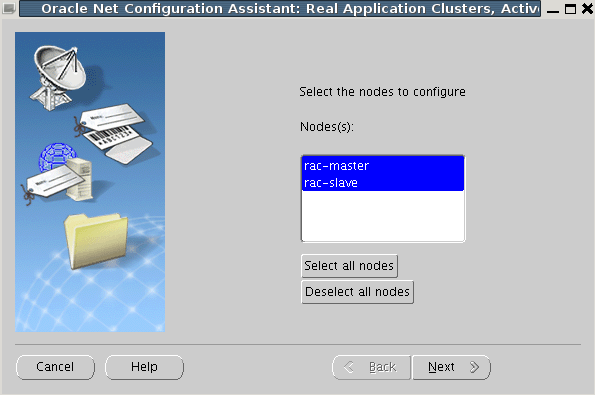 Oracle Net Configuration Assistant: Real Application Clusters, Active
Select the nodes to configure
Nodes(s):
rac-master
rac-slave
Select all nodes
Deselect all nodes
Cancel
Help
Back
Next